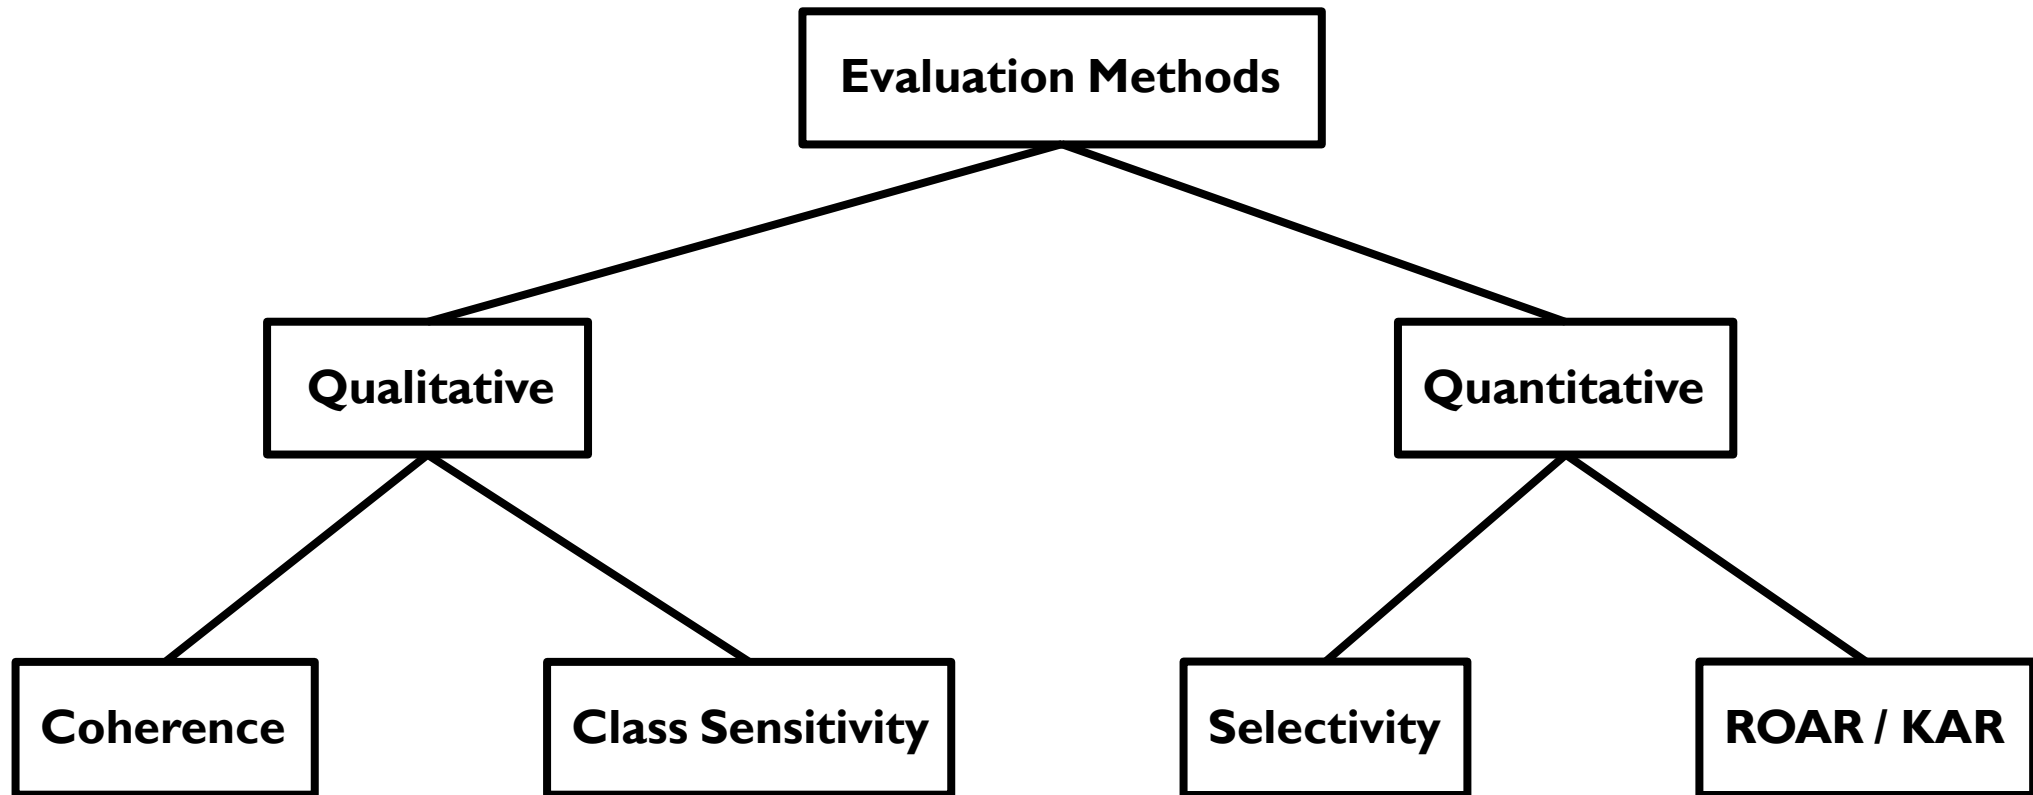 Evaluation Methods
Qualitative
Quantitative
Coherence
Class Sensitivity
Selectivity
ROAR / KAR